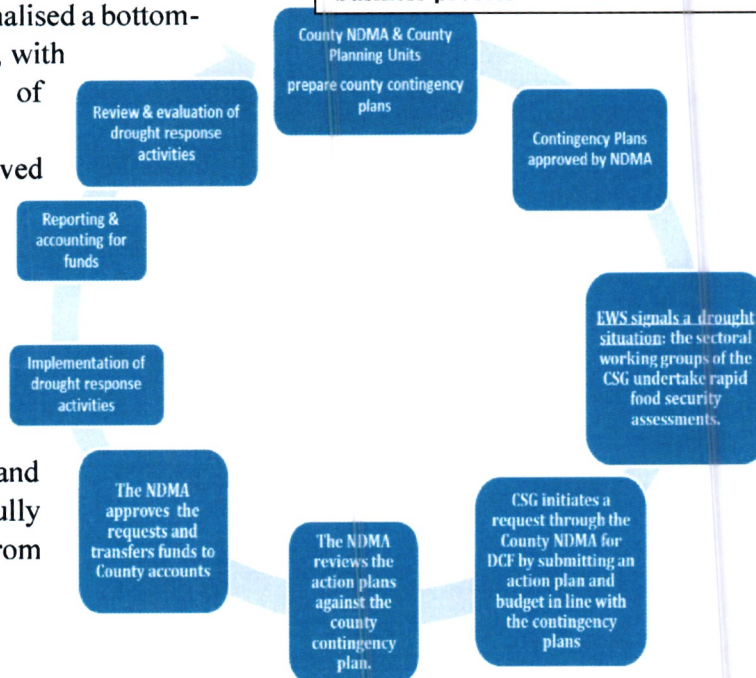 County NDMA & County
Planning Units
prepare county contingency
plans
Contingency Plans
approved by NDMA
EWS signals a drought
situation: the sectoral
working groups of the
CSG undertake rapid
food security
assessments.
CSG initiates a
request through the
County NDMA for
DCF by submitting an
action plan and
budget in line with
the contingency
plans
The NDMA
reviews the
action plans
against the
county
contingency
plan.
The NDMA
approves the
requests and
transfers funds to
County accounts
Implementation of
drought response
activities
Reporting &
accounting for
funds
Review & evaluation of
drought response
activities
a bottom-
with
of
and